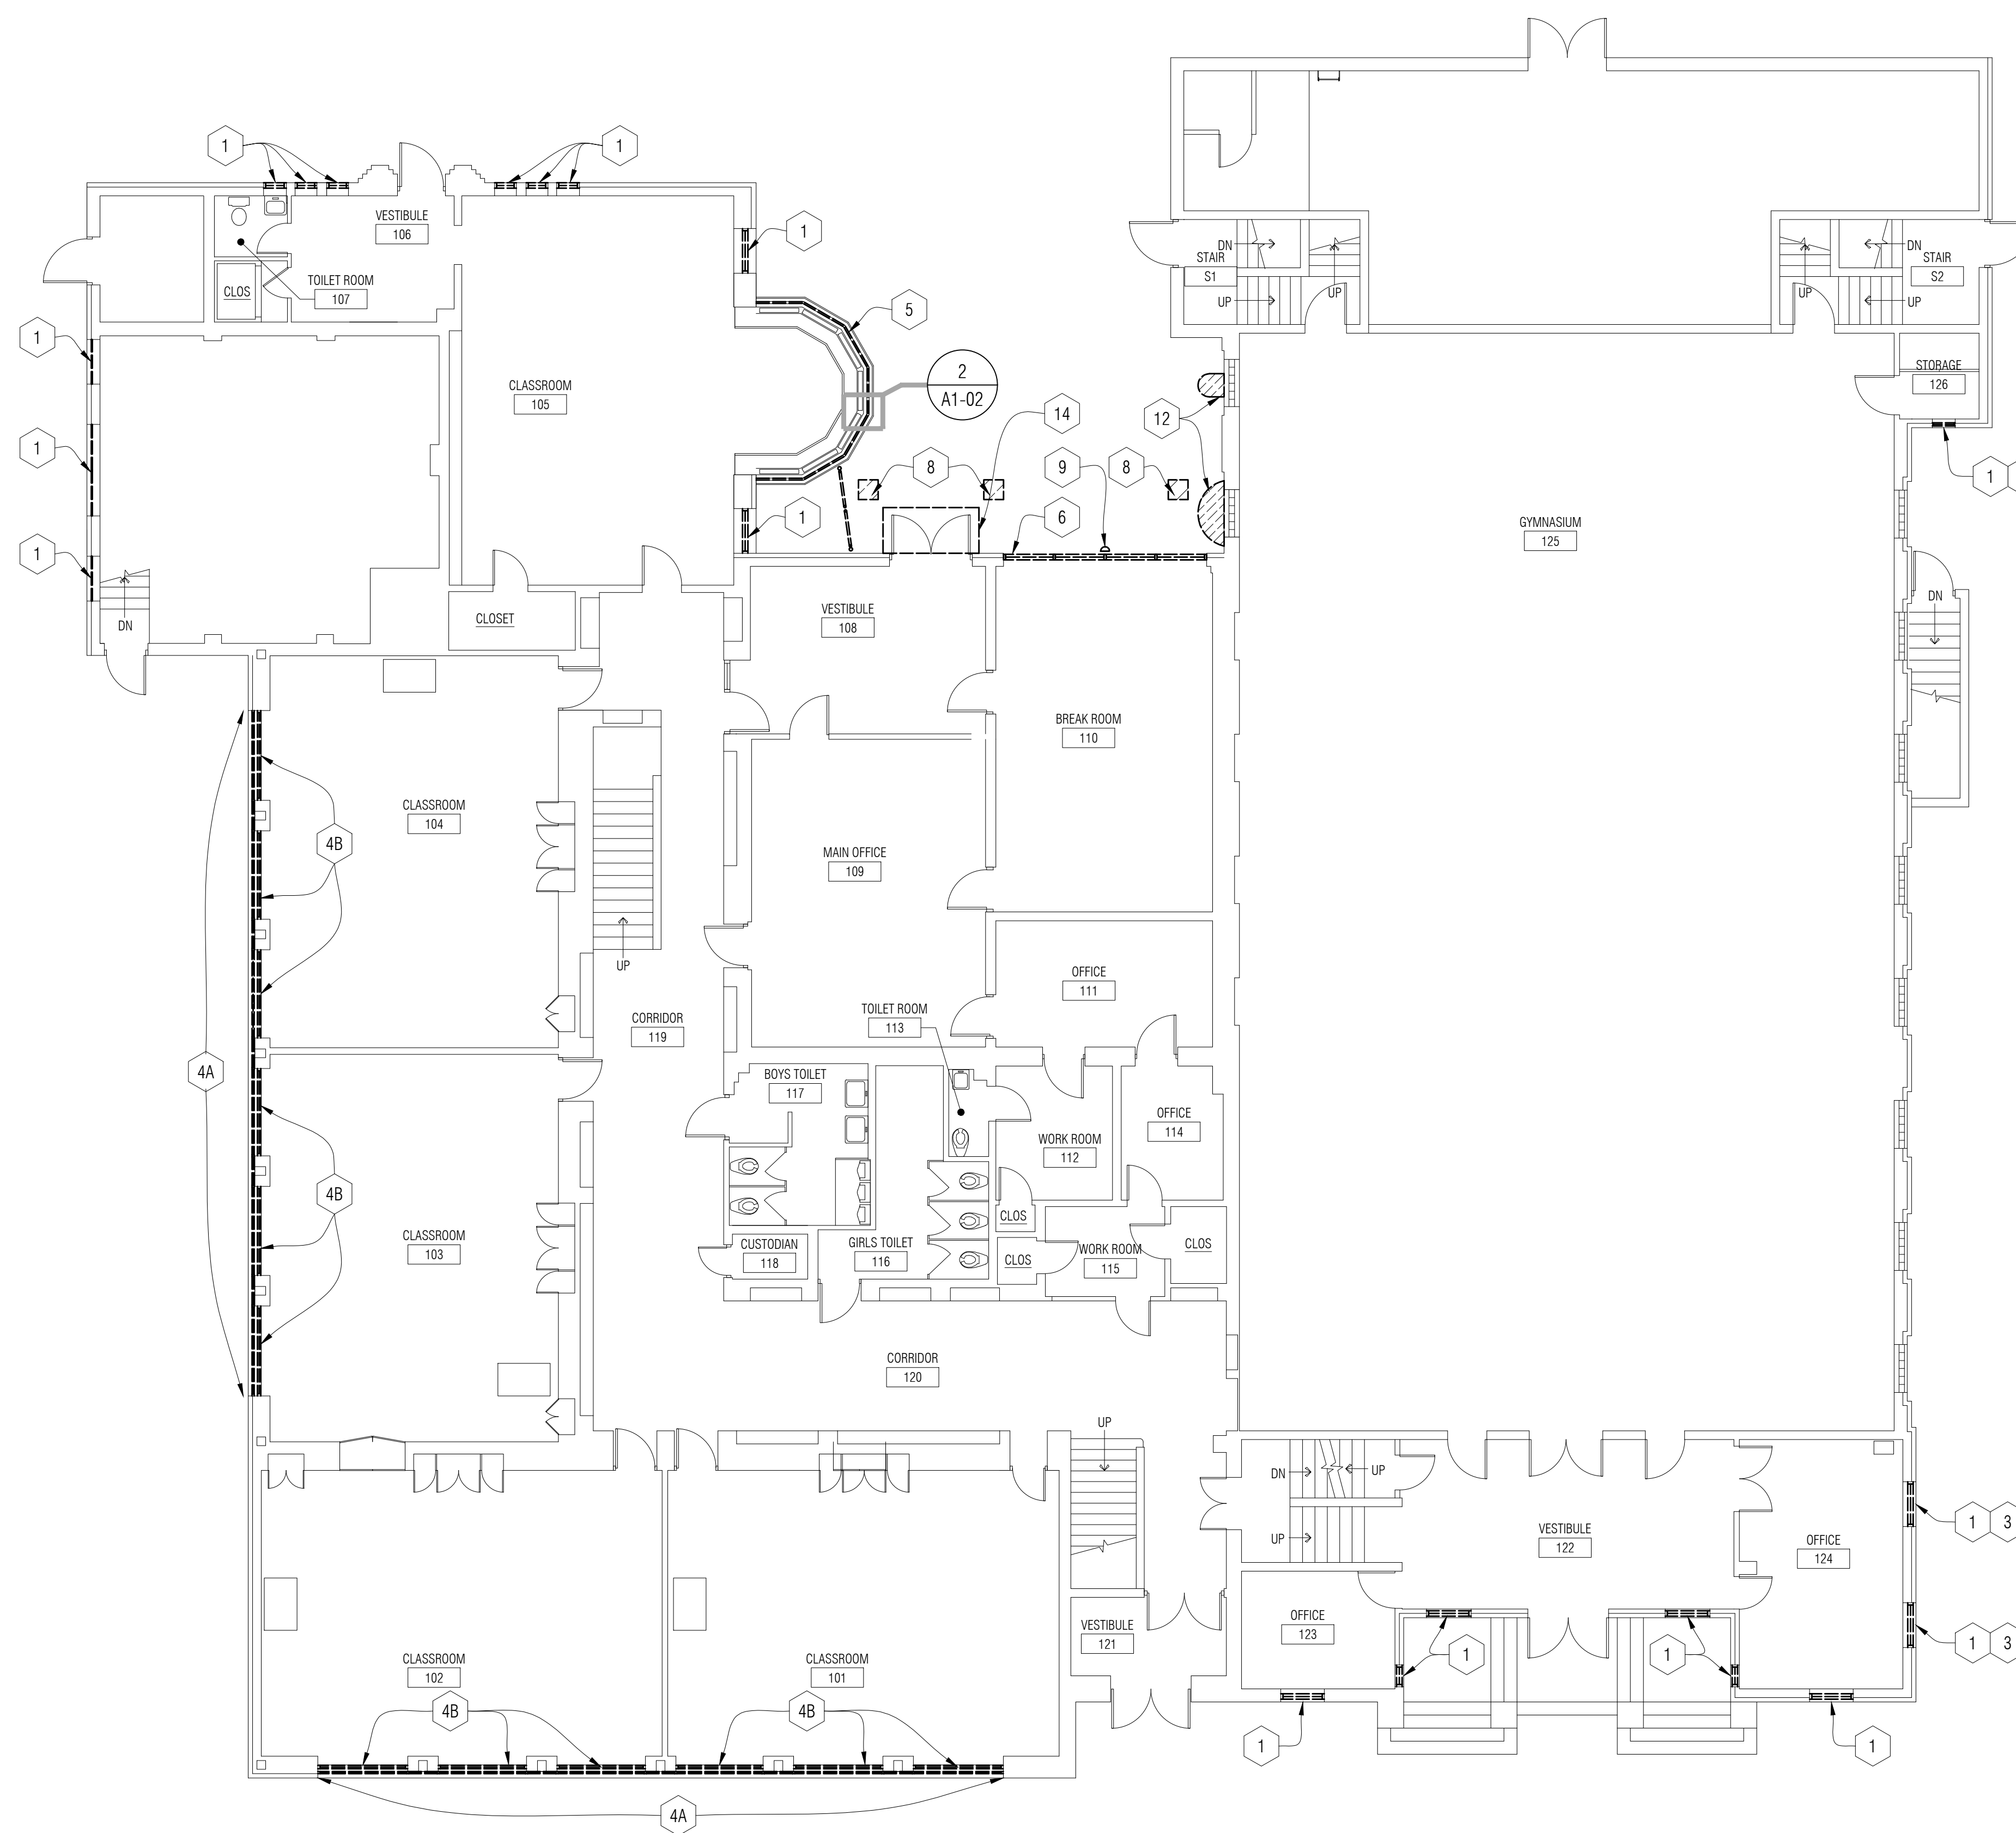 1
1
VESTIBULE
106
1
DN
STAIR
S1
UP
UP
UP
DN
STAIR
S2
UP
TOILET ROOM
107
CLOS
5
1
2
A1-02
CLASSROOM
105
STORAGE
126
14
12
1
8
9
8
1
1
6
GYMNASIUM
125
1
DN
CLOSET
VESTIBULE
108
DN
BREAK ROOM
110
CLASSROOM
104
4B
MAIN OFFICE
109
UP
OFFICE
111
TOILET ROOM
113
CORRIDOR
119
4A
BOYS TOILET
117
OFFICE
114
WORK ROOM
112
4B
CLOS
CLASSROOM
103
CUSTODIAN
118
GIRLS TOILET
116
CLOS
WORK ROOM
115
CLOS
CORRIDOR
120
UP
DN
UP
UP
1 3
VESTIBULE
122
OFFICE
124
OFFICE
123
VESTIBULE
121
1
1
1 3
CLASSROOM
102
CLASSROOM
101
4B
4B
1
1
4A